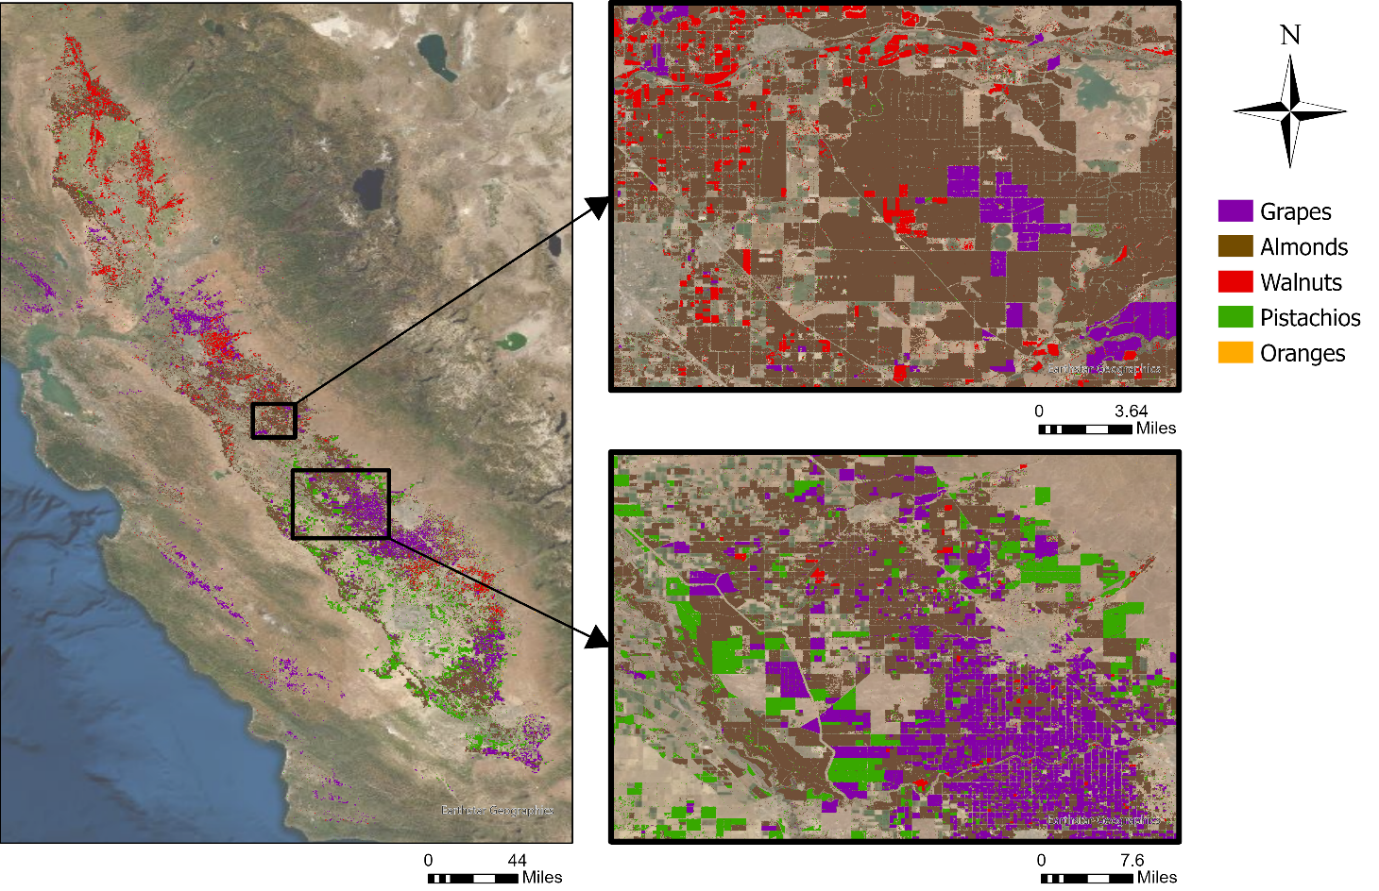 N
Grapes
Almonds
Walnuts
Pistachios
Oranges
Earthstar Geographics
0 3.64
Miles
Earthstar Geographics
Earthstar Geographics
0 44
Miles
0 7.6
Miles